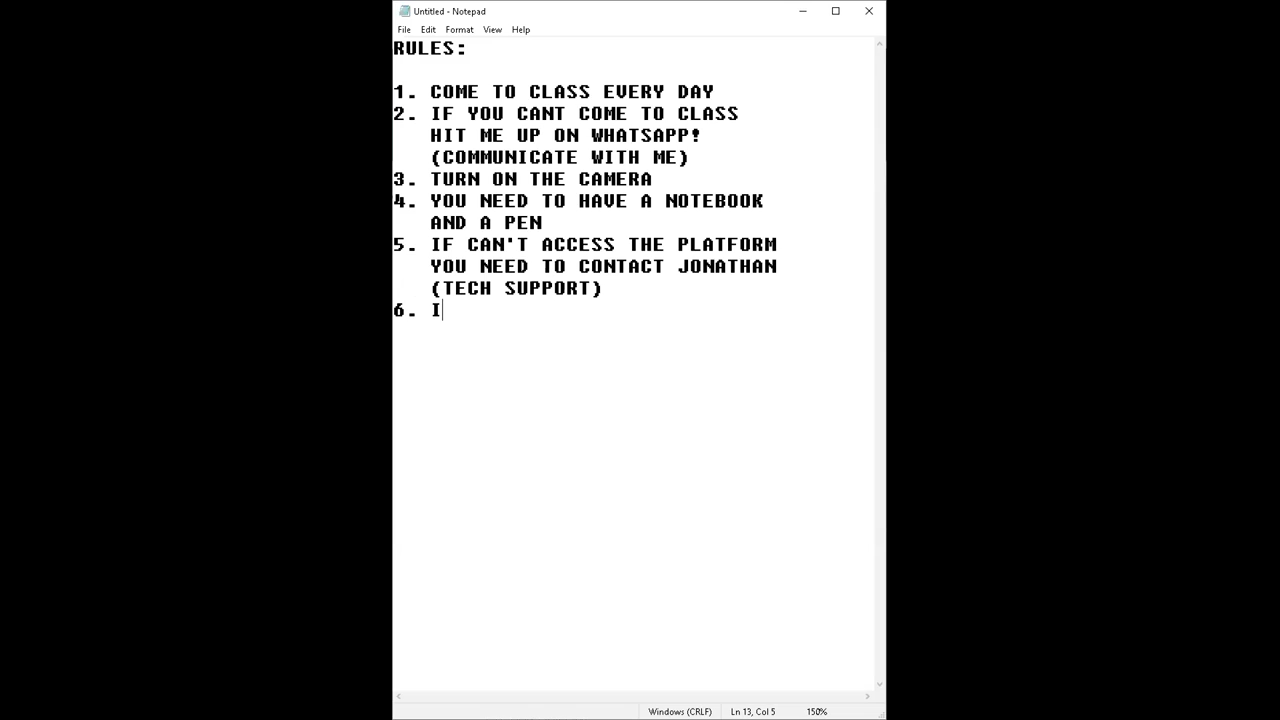 Untitled - Notepad
File Edit Format View Help
RULES:
1. COME TO CLASS EVERY DAY
2. IF YOU CANT COME TO CLASS
HIT ME UP ON WHATSAPP!
(COMMUNICATE WITH ME)
3. TURN ON THE CAMERA
4. YOU NEED TO HAVE A NOTEBOOK
AND A PEN
5. IF CAN'T ACCESS THE PLATFORM
YOU NEED TO CONTACT JONATHAN
(TECH SUPPORT)
6. I
Windows (CRLF) Ln 13, Col 5 150%